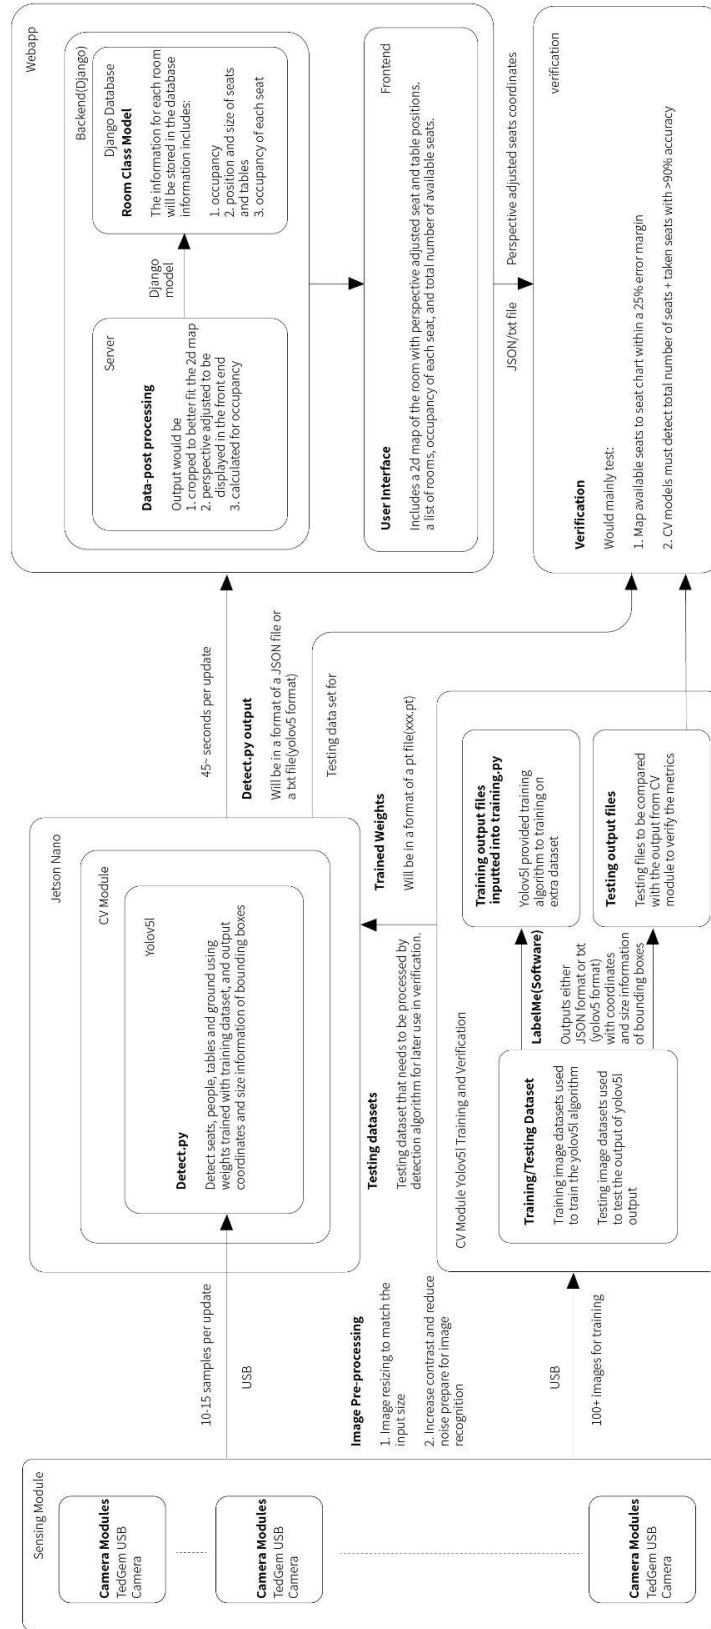 Sensing Module
Camera Modules
TedGem USB
Camera
Camera Modules
TedGem USB
Camera
Camera Modules
TedGem USB
Camera
10-15 samples per update
USB
Image Pre-processing
1. Image resizing to match the
input size
2. Increase contrast and reduce
noise prepare for image
recognition
USB
100+ images for training
Jetson Nano
CV Module
Yolov5l
Detect.py
Detect seats, people, tables and ground using
weights trained with training dataset, and output
coordinates and size information of bounding boxes
Testing datasets
Testing dataset that needs to be processed by
detection algorithm for later use in verification.
Trained Weights
Will be in a format of a pt file(xxx.pt)
CV Module Yolov5l Training and Verification
Training/Testing Dataset
Training image datasets used
to train the yolov5l algorithm
Testing image datasets used
to test the output of yolov5l
output
LabelMe(Software)
Outputs either
JSON format or txt
(yolov5 format)
with coordinates
and size information
of bounding boxes
Training output files
inputted into training.py
Yolov5l provided training
algorithm to training on
extra dataset
Testing output files
Testing files to be compared
with the output from CV
module to verify the metrics
45~ seconds per update
Detect.py output
Will be in a format of a JSON file or
a txt file(yolov5 format)
Testing data set for
Webapp
Backend(Django)
Server
Data-post processing
Output would be
1. cropped to better fit the 2d map
2. perspective adjusted to be
displayed in the front end
3. calculated for occupancy
Django
model
Django Database
Room Class Model
The information for each room
will be stored in the database
information includes:
1. occupancy
2. position and size of seats
and tables
3. occupancy of each seat
Frontend
User Interface
Includes a 2d map of the room with perspective adjusted seat and table positions.
a list of rooms, occupancy of each seat, and total number of available seats.
JSON/txt file
Perspective adjusted seats coordinates
verification
Verification
Would mainly test:
1. Map available seats to seat chart within a 25% error margin
2. CV models must detect total number of seats + taken seats with >90% accuracy